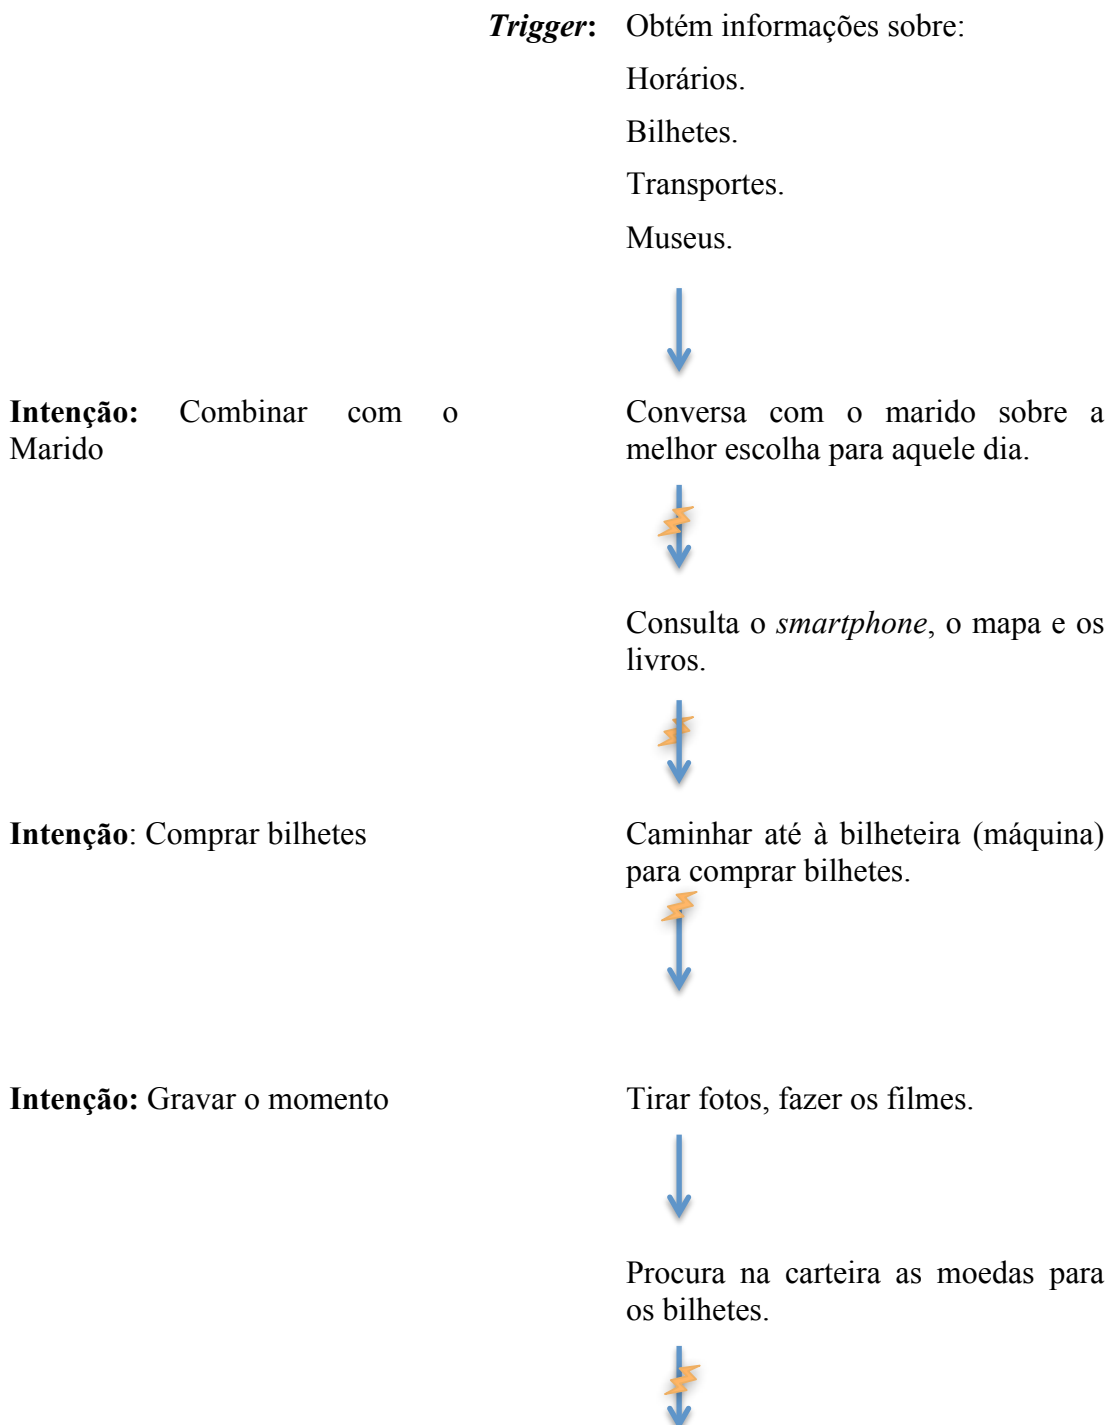 Trigger: Obtém informações sobre:
Horários.
Bilhetes.
Transportes.
Museus.
Intenção: Combinar com o
Marido
Conversa com o marido sobre a
melhor escolha para aquele dia.
Consulta o smartphone, o mapa e os
livros.
Intenção: Comprar bilhetes
Caminhar até à bilheteira (máquina)
para comprar bilhetes.
Intenção: Gravar o momento
Tirar fotos, fazer os filmes.
Procura na carteira as moedas para
os bilhetes.